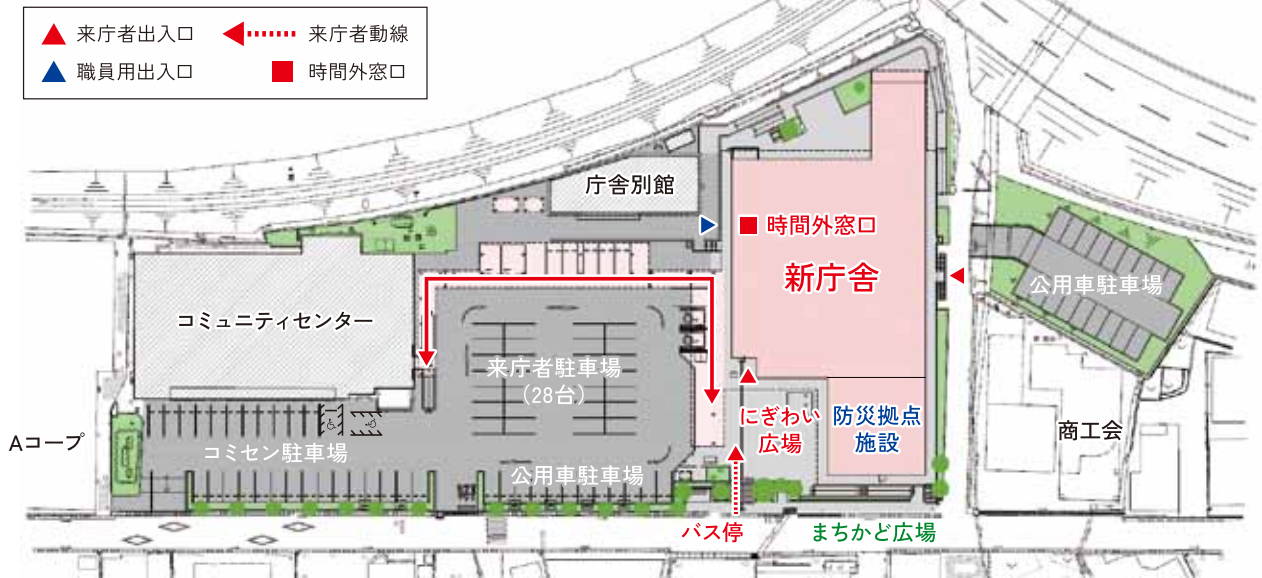 来庁者出入口
来庁者動線
職員用出入口
時間外窓口
庁舎別館
時間外窓口
新庁舎
公用車駐車場
コミュニティセンター
来庁者駐車場
(28台)
にぎわい
広場
防災拠点
施設
商工会
Aコープ
コミセン駐車場
公用車駐車場
バス停
まちかど広場